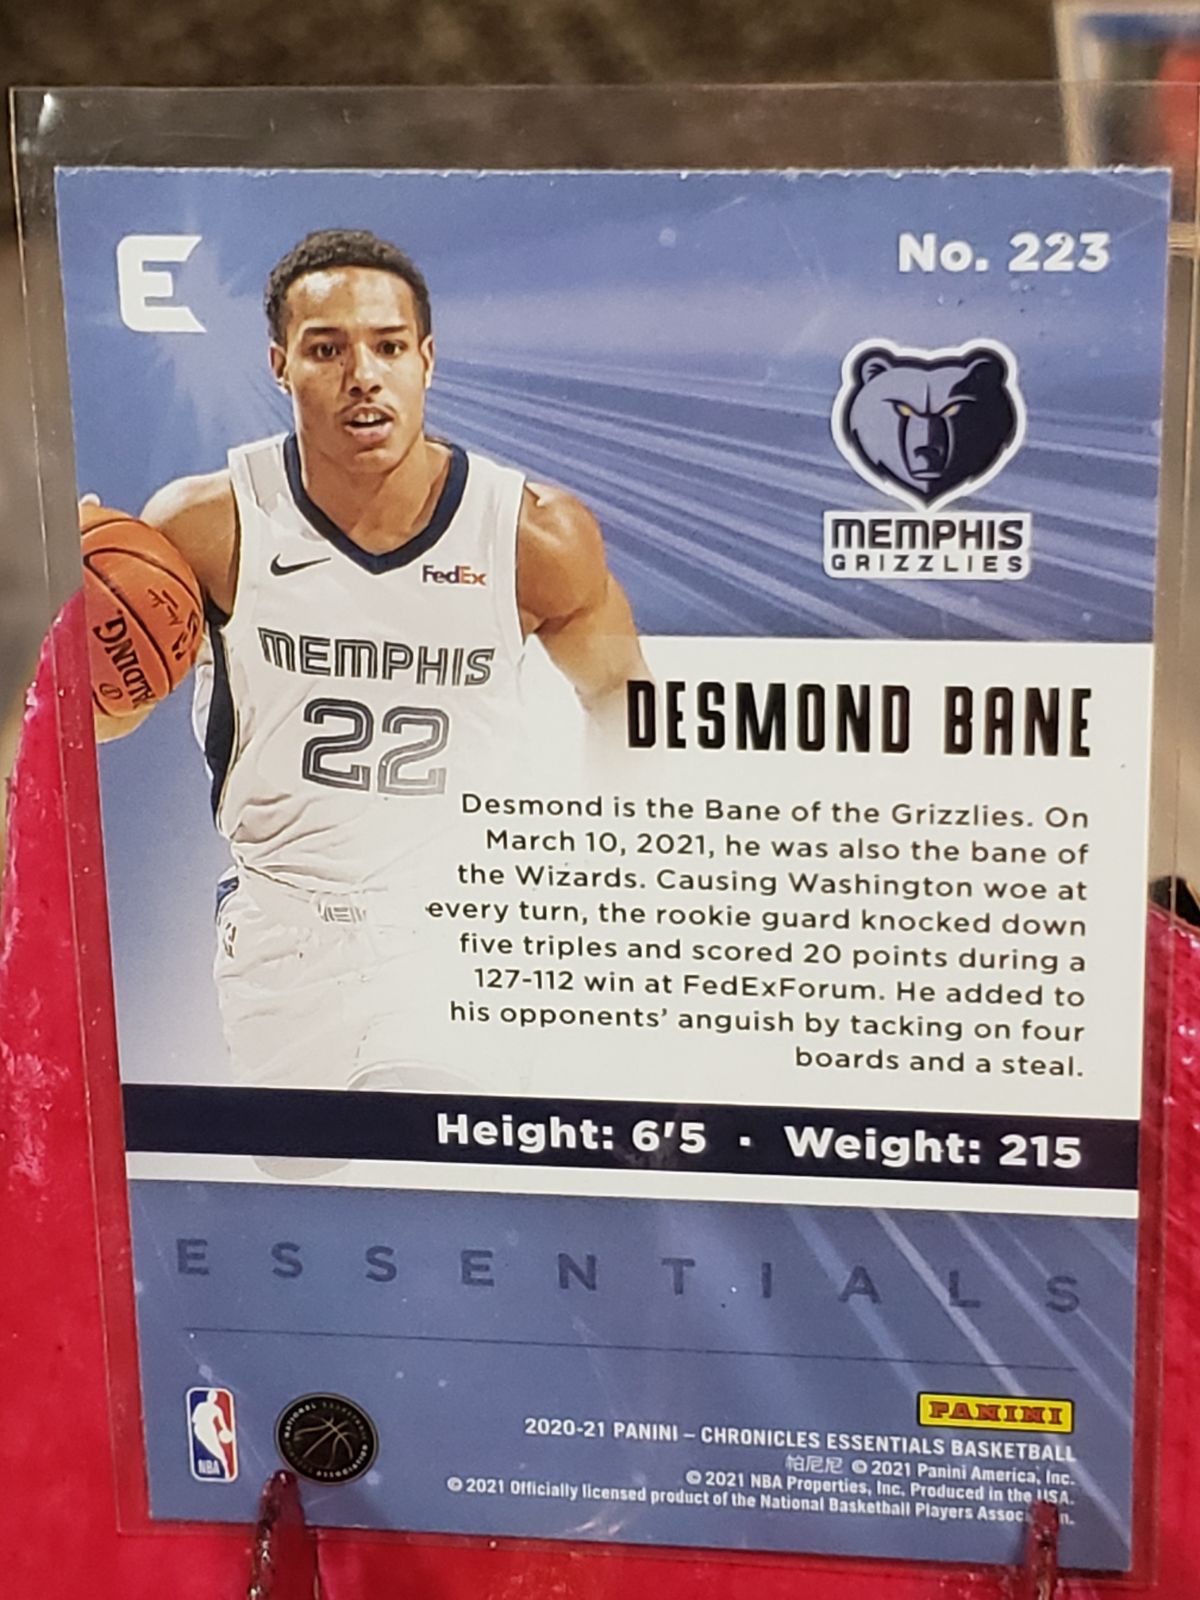 E
No. 223
MEMPHIS
GRIZZLIES
FedEx
ALDING
MEMPHIS
22
DESMOND BANE
Desmond is the Bane of the Grizzlies. On
March 10, 2021, he was also the bane of
the Wizards. Causing Washington woe at
every turn, the rookie guard knocked down
five triples and scored 20 points during a
127-112 win at FedExForum. He added to
his opponents' anguish by tacking on four
boards and a steal.
Height: 6'5 · Weight: 215
ESSENTIALS
NBA
PANINI
2020-21 PANINI – CHRONICLES ESSENTIALS BASKETBALL
帕尼尼 © 2021 Panini America, Inc.
© 2021 NBA Properties, Inc. Produced in the USA.
© 2021 Officially licensed product of the National Basketball Players